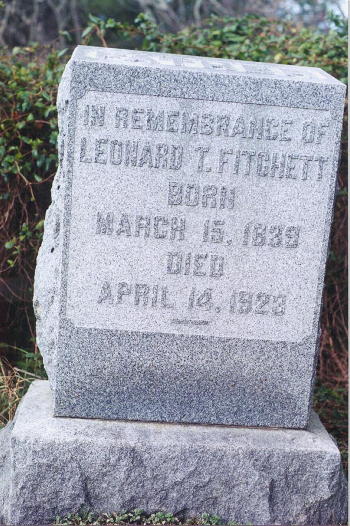 IN REMEMBRANCE OF
LEONARD T. FITCHETT
BORN
MARCH 15, 1839
DIED
APRIL 14, 1923